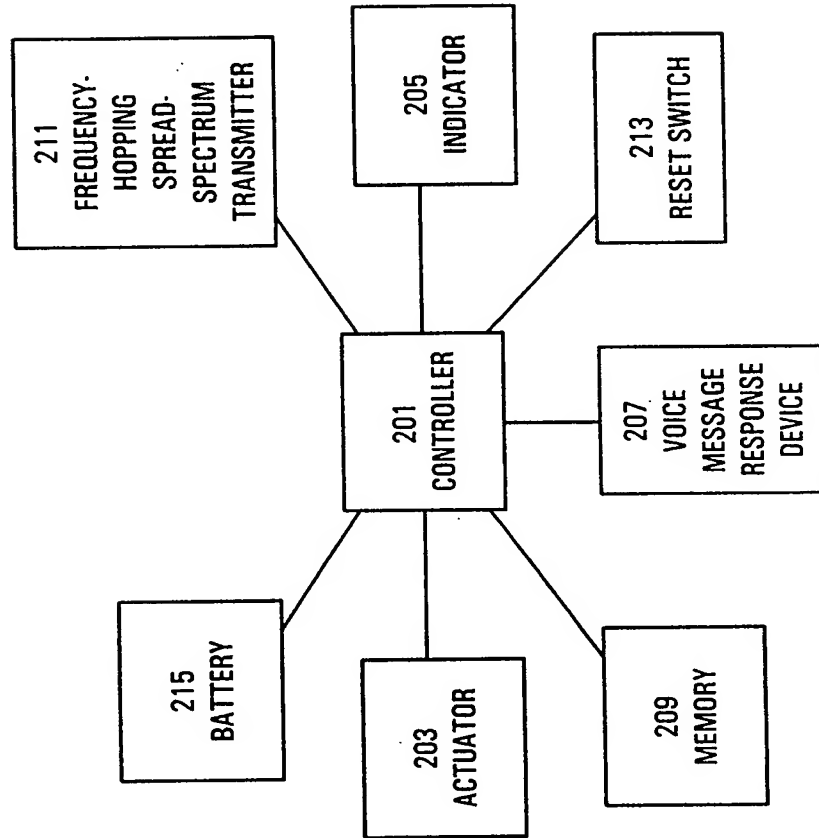 211
FREQUENCY-
HOPPING
SPREAD-
SPECTRUM
TRANSMITTER
205
INDICATOR
213
RESET SWITCH
201
CONTROLLER
207
VOICE
MESSAGE
RESPONSE
DEVICE
215
BATTERY
203
ACTUATOR
209
MEMORY